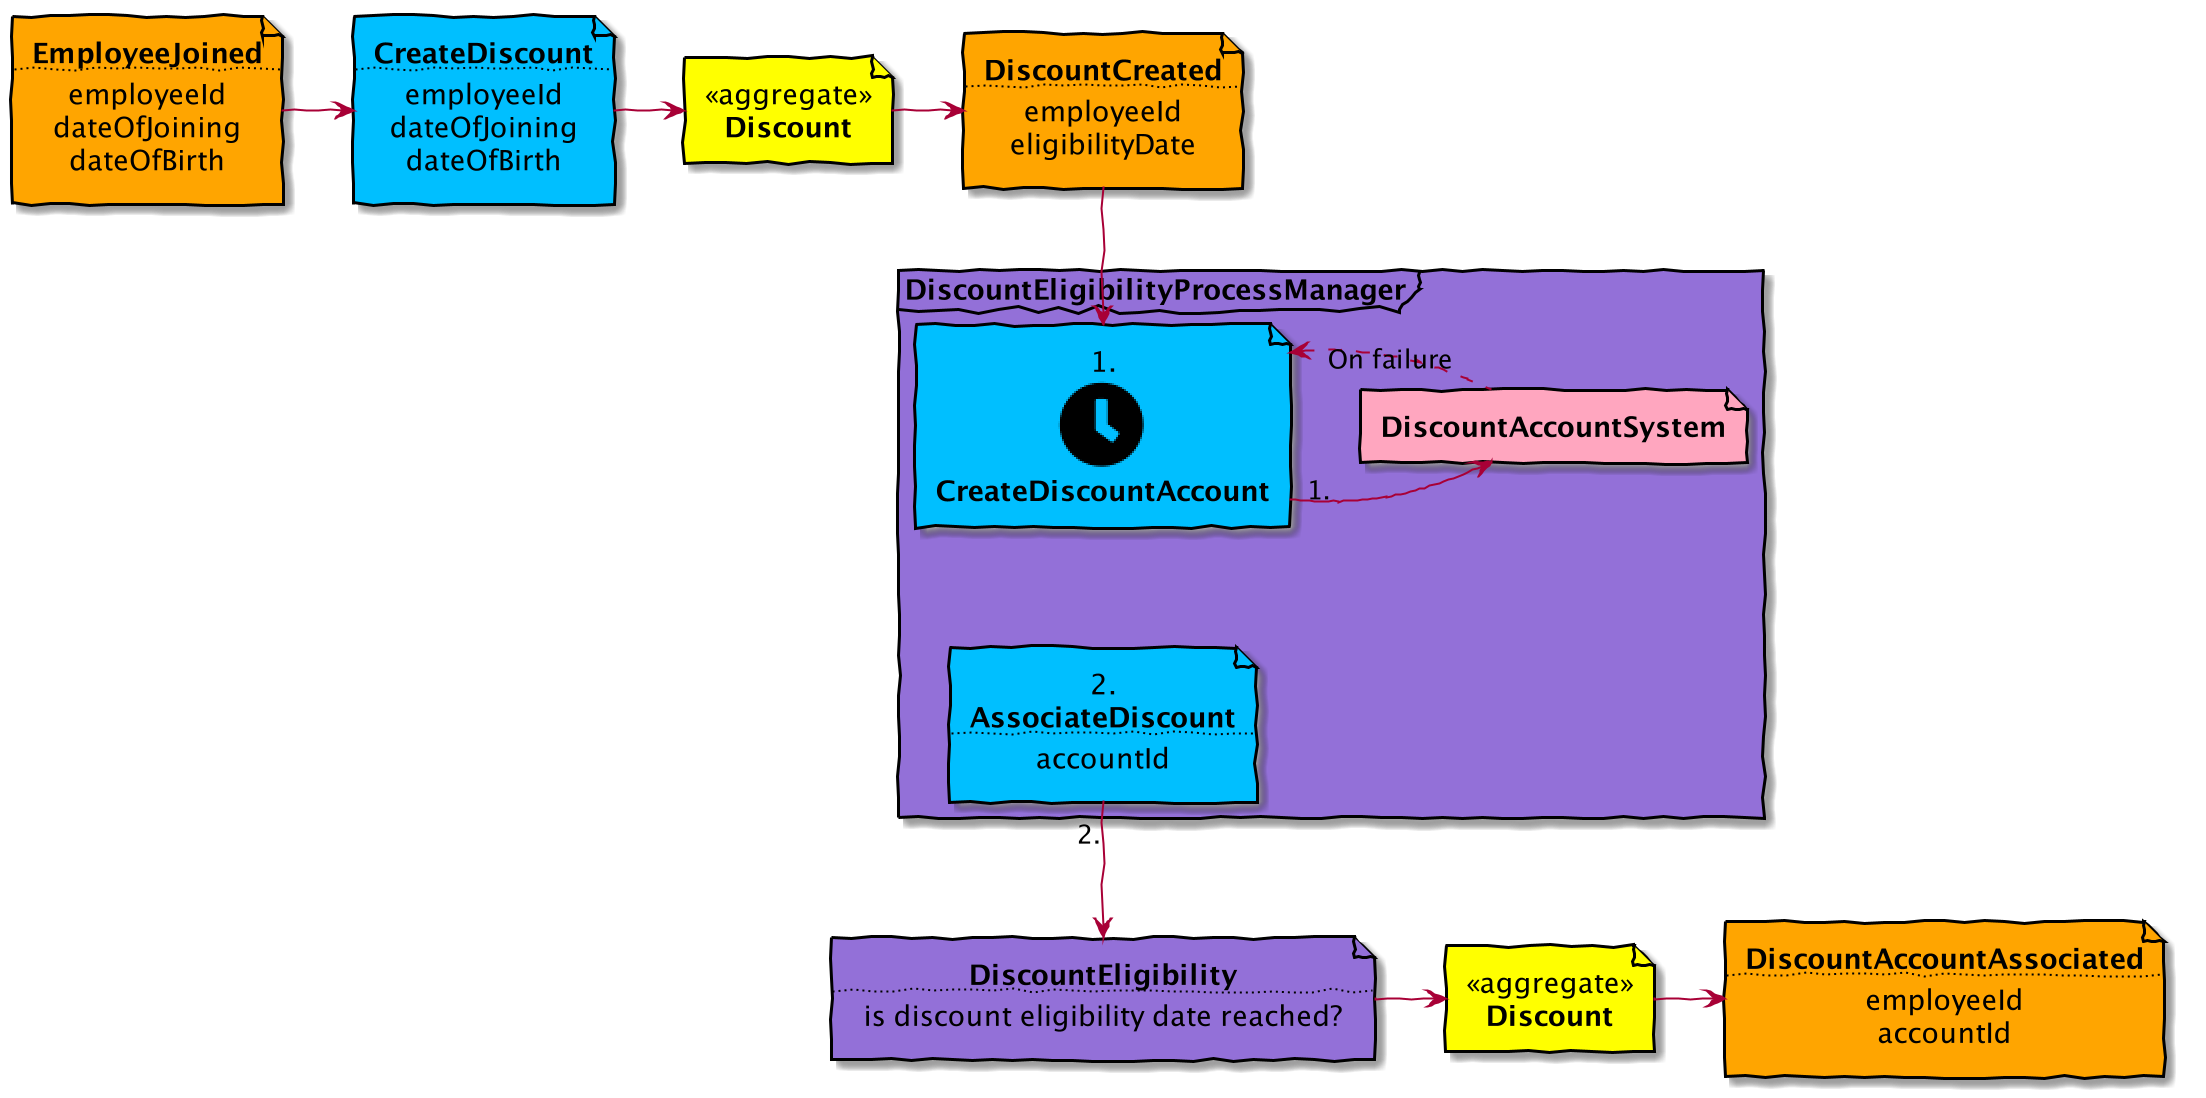 EmployeeJoined
employeeId
dateOfJoining
dateOfBirth
CreateDiscount
employeeId
dateOfJoining
dateOfBirth
«aggregate»
Discount
DiscountCreated
employeeId
eligibilityDate
DiscountEligibilityProcessManager
1.
CreateDiscountAccount
On failure
DiscountAccountSystem
1.
2.
AssociateDiscount
accountId
2.
DiscountEligibility
is discount eligibility date reached?
«aggregate»
Discount
DiscountAccountAssociated
employeeId
accountId